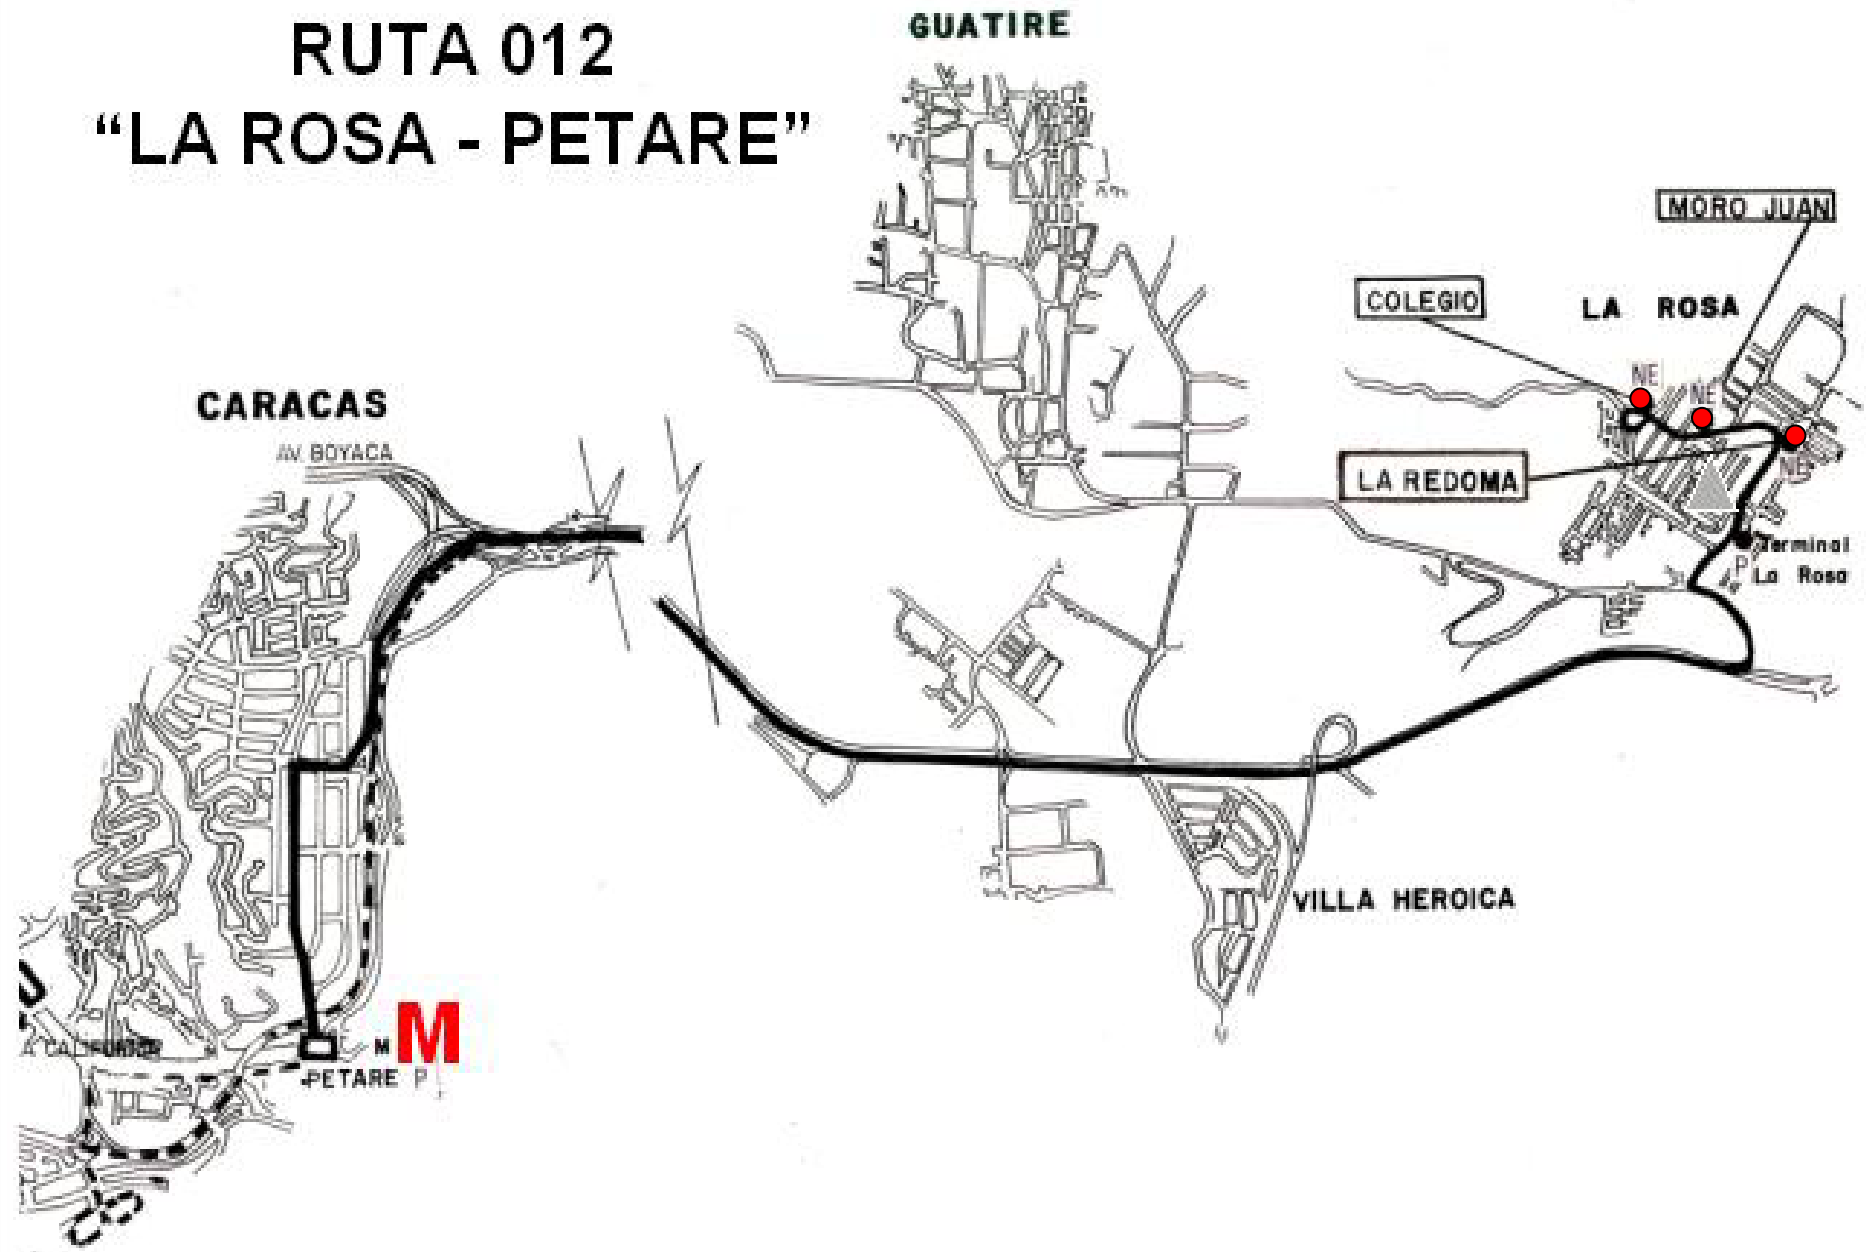 RUTA 012
“LA ROSA - PETARE”
GUATIRE
MORO JUAN
COLEGIO
LA ROSA
NE
NE
CARACAS
AV. BOYACA
LA REDOMA
NE
Terminal
La Rosa
P
VILLA HEROICA
M M
PETARE P